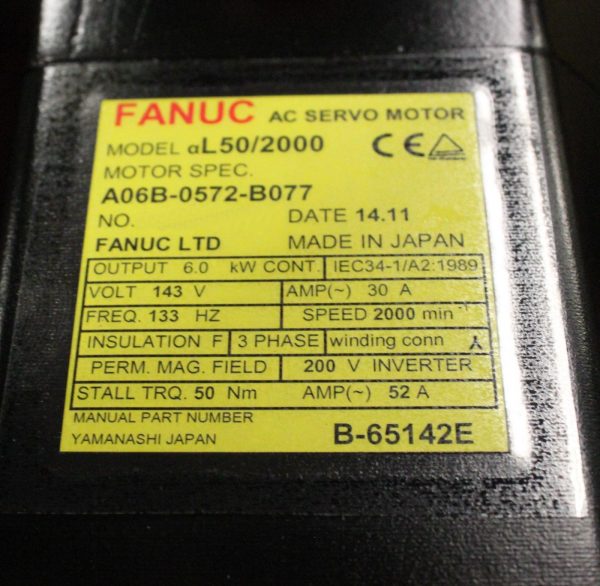 FANUC AC SERVO MOTOR
MODEL αL50/2000 CE
MOTOR SPEC.
A06B-0572-B077
NO. DATE 14.11
FANUC LTD MADE IN JAPAN
OUTPUT 6.0 kW CONT. IEC34-1/A2:1989
VOLT 143 V AMP(~) 30 A
FREQ. 133 HZ SPEED 2000 min⁻¹
INSULATION F 3 PHASE winding conn
PERM. MAG. FIELD 200 V INVERTER
STALL TRQ. 50 Nm AMP(~) 52 A
MANUAL PART NUMBER
YAMANASHI JAPAN B-65142E